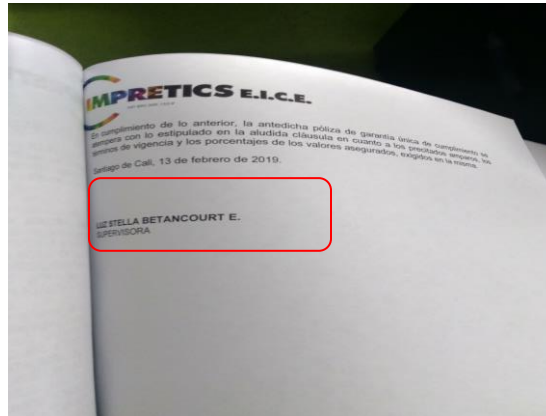 IMPRETICS E.I.C.E.
En cumplimiento de lo anterior, la antedicha póliza de garantía única de cumplimiento se
ampara con lo estipulado en la aludida cláusula en cuanto a los precitados amparos, los
términos de vigencia y los porcentajes de los valores asegurados, exigidos en la misma.
Santiago de Cali, 13 de febrero de 2019.
LUZ STELLA BETANCOURT E.
SUPERVISORA